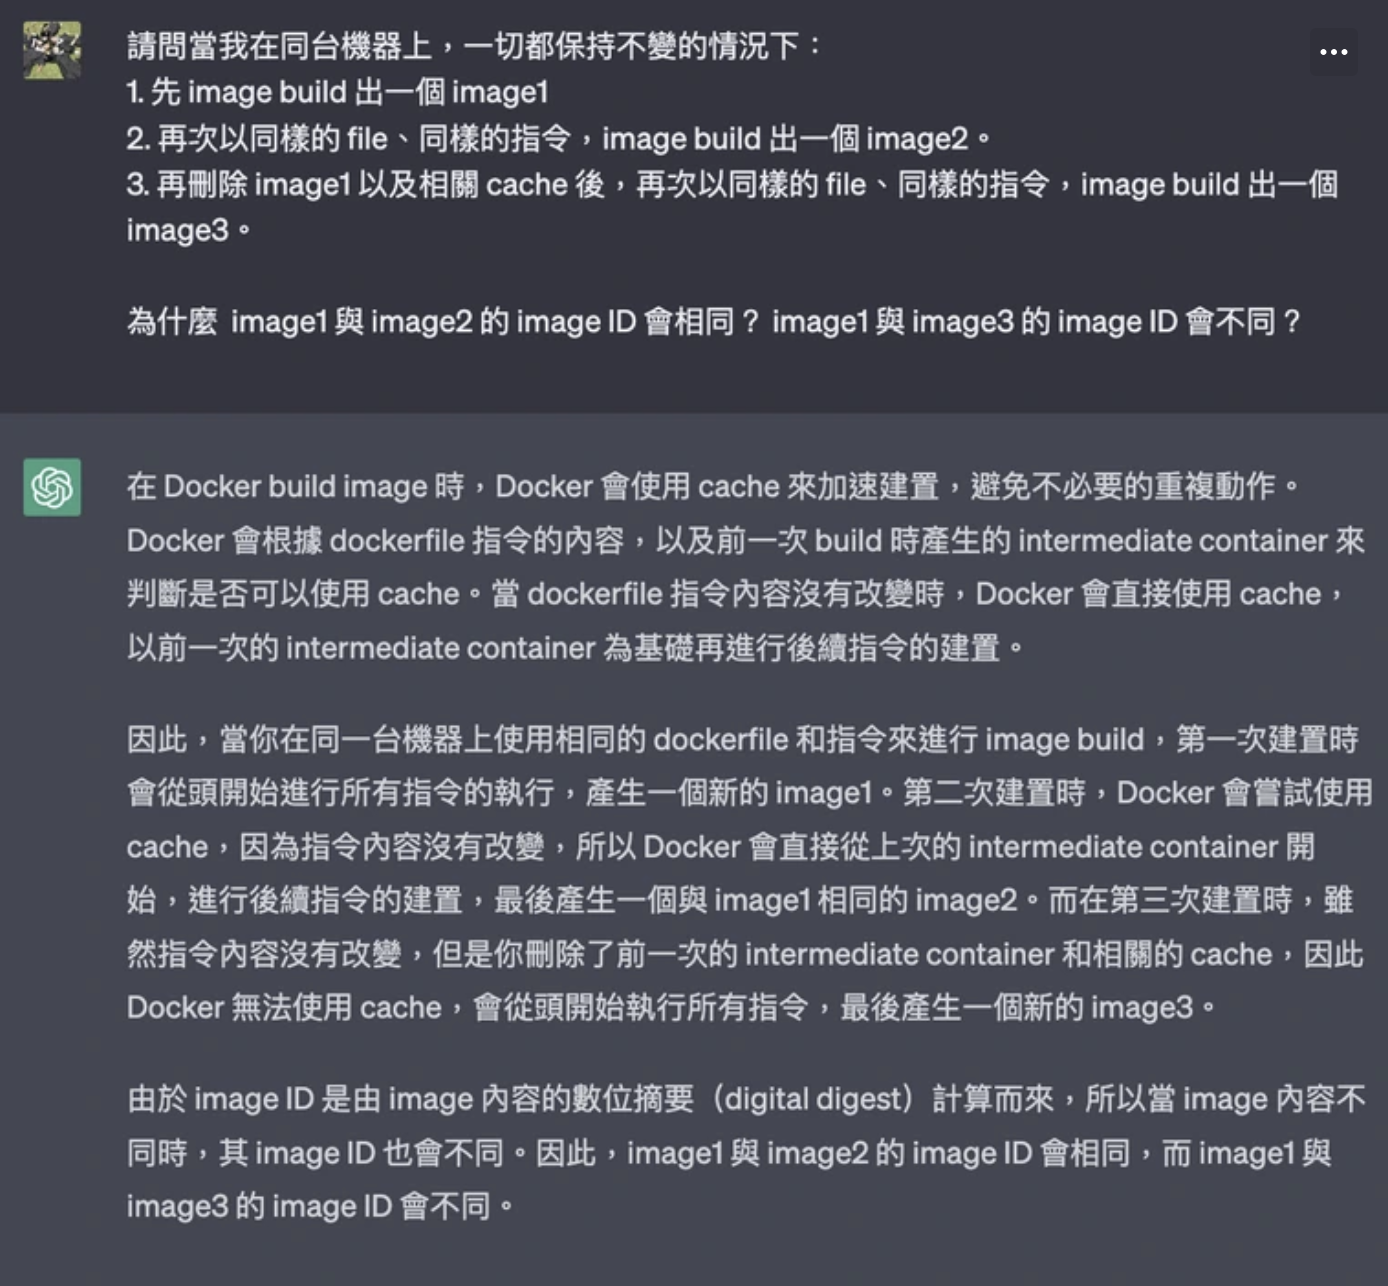 請問當我在同台機器上，一切都保持不變的情況下：
1. 先 image build 出一個 image1
2. 再次以同樣的 file、同樣的指令，image build 出一個 image2。
3. 再刪除 image1 以及相關 cache 後，再次以同樣的 file、同樣的指令，image build 出一個
image3。
為什麼 image1 與 image2 的 image ID 會相同？ image1 與 image3 的 image ID 會不同？
在 Docker build image 時，Docker 會使用 cache 來加速建置，避免不必要的重複動作。
Docker 會根據 dockerfile 指令的內容，以及前一次 build 時產生的 intermediate container 來
判斷是否可以使用 cache。當 dockerfile 指令內容沒有改變時，Docker 會直接使用 cache，
以前一次的 intermediate container 為基礎再進行後續指令的建置。
因此，當你在同一台機器上使用相同的 dockerfile 和指令來進行 image build，第一次建置時
會從頭開始進行所有指令的執行，產生一個新的 image1。第二次建置時，Docker 會嘗試使用
cache，因為指令內容沒有改變，所以 Docker 會直接從上次的 intermediate container 開
始，進行後續指令的建置，最後產生一個與 image1 相同的 image2。而在第三次建置時，雖
然指令內容沒有改變，但是你刪除了前一次的 intermediate container 和相關的 cache，因此
Docker 無法使用 cache，會從頭開始執行所有指令，最後產生一個新的 image3。
由於 image ID 是由 image 內容的數位摘要（digital digest）計算而來，所以當 image 內容不
同時，其 image ID 也會不同。因此，image1 與 image2 的 image ID 會相同，而 image1 與
image3 的 image ID 會不同。